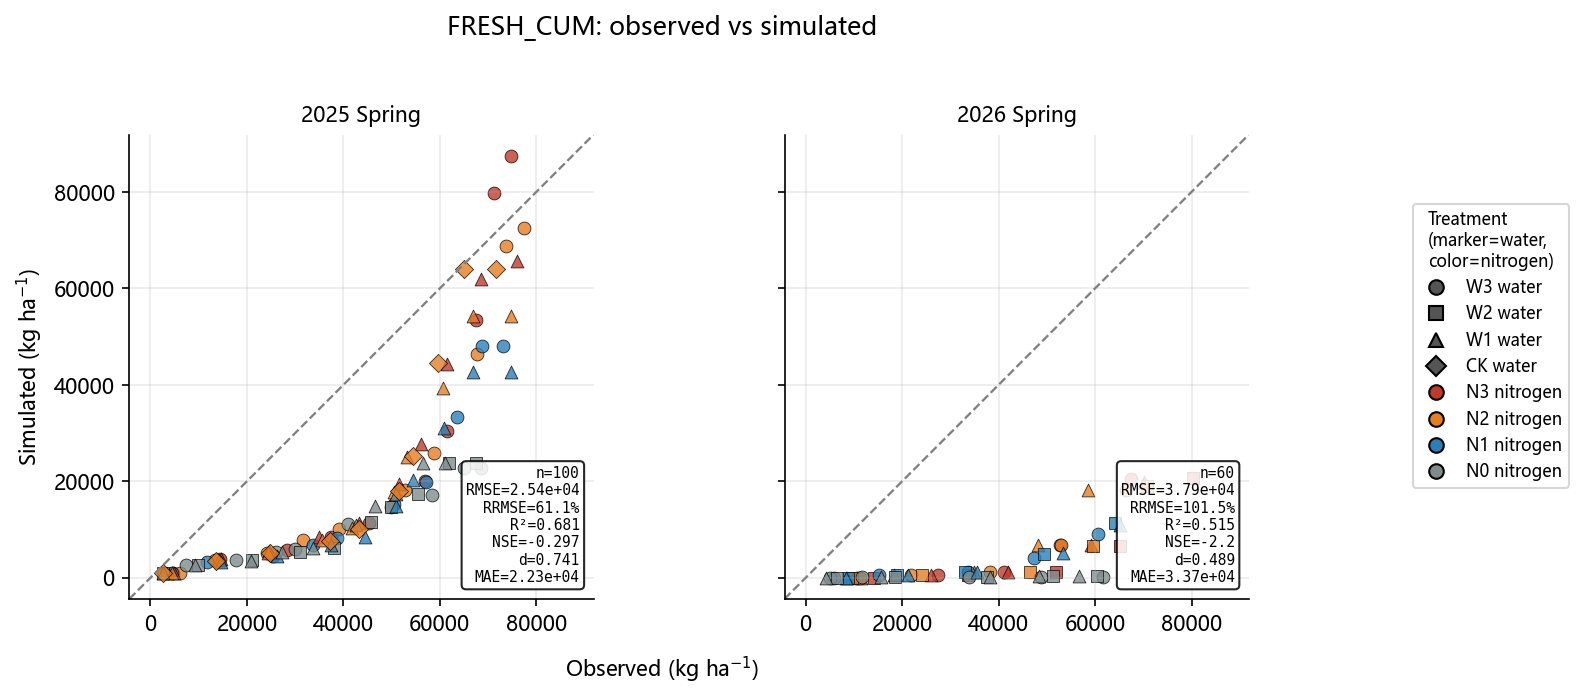 FRESH_CUM: observed vs simulated
2025 Spring
2026 Spring
Simulated (kg ha⁻¹)
80000
60000
40000
20000
0
n=100
RMSE=2.54e+04
RRMSE=61.1%
R²=0.681
NSE=-0.297
d=0.741
MAE=2.23e+04
n=60
RMSE=3.79e+04
RRMSE=101.5%
R²=0.515
NSE=-2.2
d=0.489
MAE=3.37e+04
0 20000 40000 60000 80000
0 20000 40000 60000 80000
Observed (kg ha⁻¹)
Treatment
(marker=water,
color=nitrogen)
W3 water
W2 water
W1 water
CK water
N3 nitrogen
N2 nitrogen
N1 nitrogen
N0 nitrogen